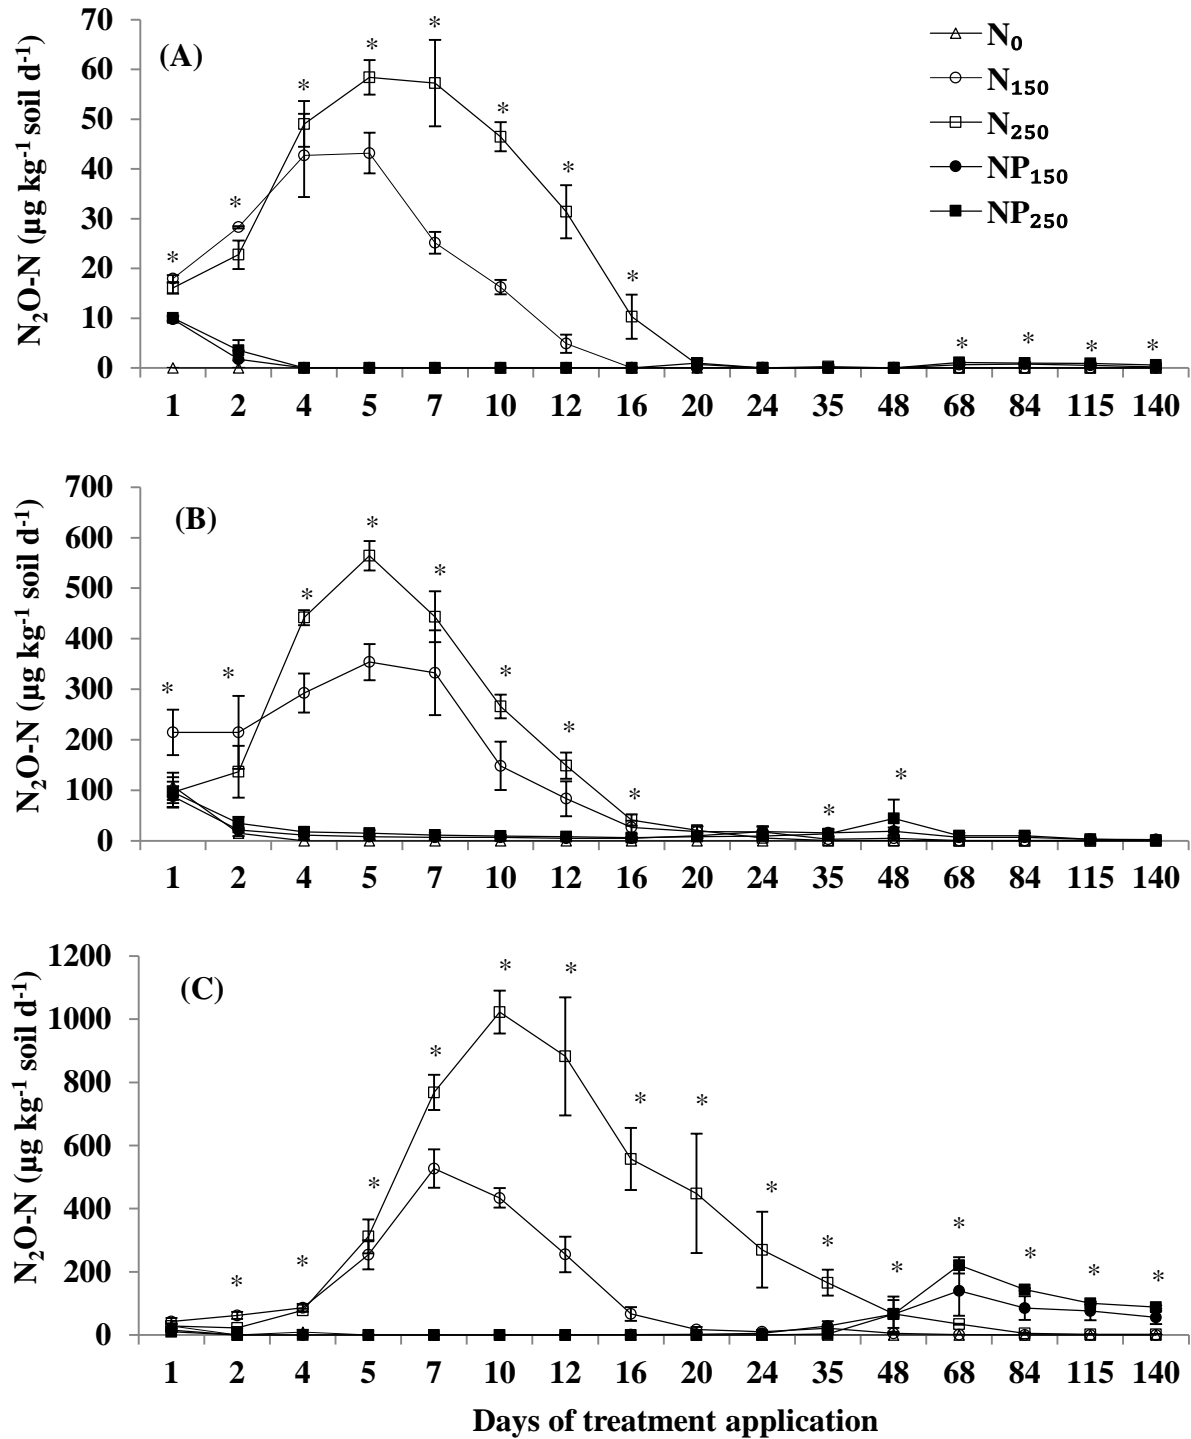 (A)
N₂O-N (µg kg⁻¹ soil d⁻¹)
70
60
50
40
30
20
10
0
* * * * * * * * * * * * *
N₀
N₁₅₀
N₂₅₀
NP₁₅₀
NP₂₅₀
1 2 4 5 7 10 12 16 20 24 35 48 68 84 115 140
(B)
N₂O-N (µg kg⁻¹ soil d⁻¹)
700
600
500
400
300
200
100
0
* * * * * * * * * *
1 2 4 5 7 10 12 16 20 24 35 48 68 84 115 140
(C)
N₂O-N (µg kg⁻¹ soil d⁻¹)
1200
1000
800
600
400
200
0
* * * * * * * * * * * * * * *
1 2 4 5 7 10 12 16 20 24 35 48 68 84 115 140
Days of treatment application